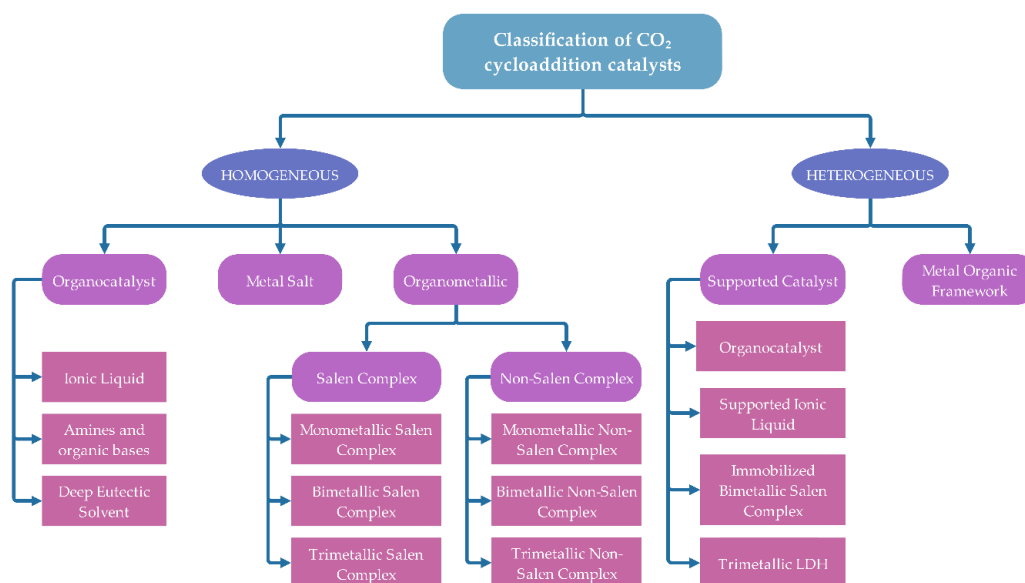 Classification of CO₂
cycloaddition catalysts
HOMOGENEOUS
HETEROGENEOUS
Organocatalyst
Metal Salt
Organometallic
Supported Catalyst
Metal Organic
Framework
Ionic Liquid
Amines and
organic bases
Deep Eutectic
Solvent
Salen Complex
Monometallic Salen
Complex
Bimetallic Salen
Complex
Trimetallic Salen
Complex
Non-Salen Complex
Monometallic Non-
Salen Complex
Bimetallic Non-Salen
Complex
Trimetallic Non-
Salen Complex
Organocatalyst
Supported Ionic
Liquid
Immobilized
Bimetallic Salen
Complex
Trimetallic LDH